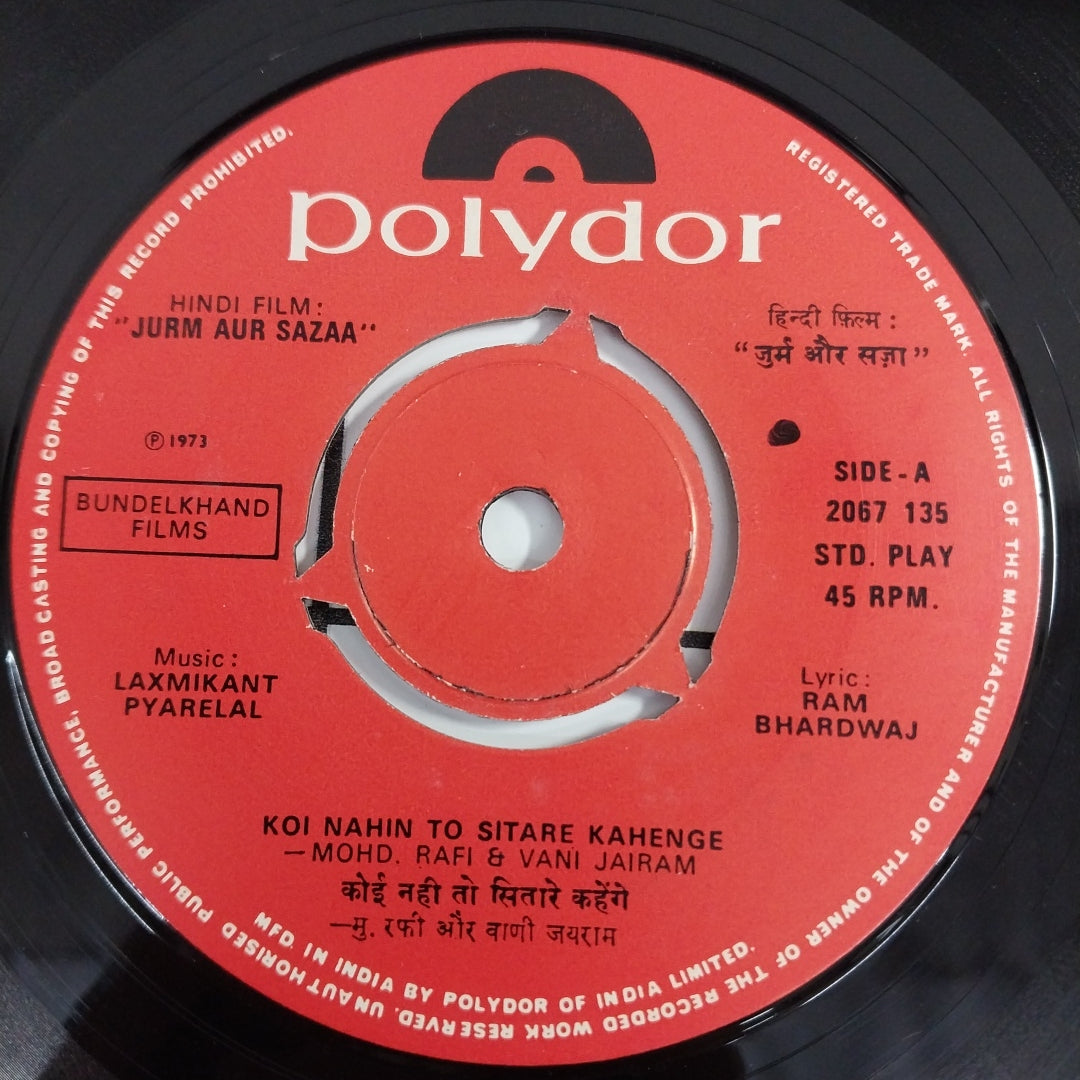 polydor
HINDI FILM:
"JURM AUR SAZAA"
हिन्दी फ़िल्म :
"जुर्म और सज़ा"
℗ 1973
BUNDELKHAND
FILMS
SIDE-A
2067 135
STD. PLAY
45 RPM.
Music:
LAXMIKANT
PYARELAL
Lyric:
RAM
BHARDWAJ
KOI NAHIN TO SITARE KAHENGE
—MOHD. RAFI & VANI JAIRAM
कोई नही तो सितारे कहेंगे
—मु. रफी और वाणी जयराम
REGISTERED TRADE MARK. ALL RIGHTS OF THE MANUFACTURER AND OF THE OWNER OF THE RECORDED WORK RESERVED. UNAUTHORISED PUBLIC PERFORMANCE, BROAD CASTING AND COPYING OF THIS RECORD PROHIBITED.
MFD. IN INDIA BY POLYDOR OF INDIA LIMITED.